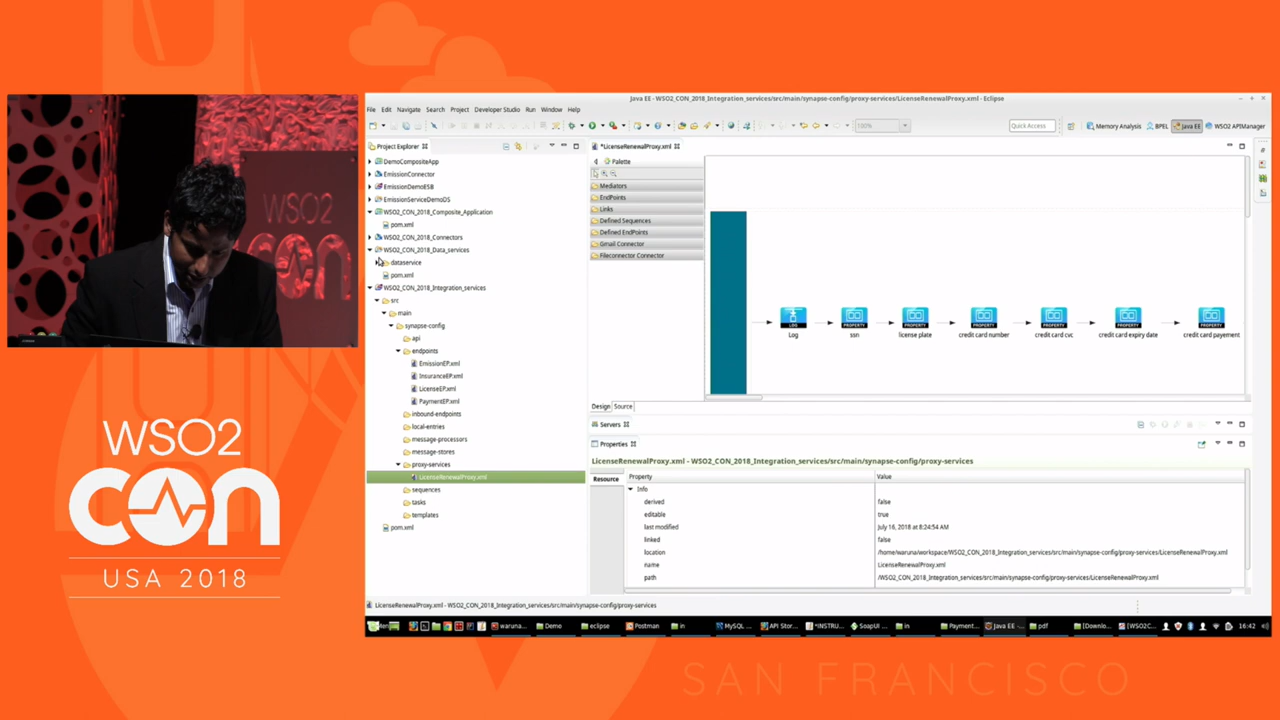 WSO2
CON
WSO2
CON
USA 2018
SAN FRANCISCO
Java EE - WSO2_CON_2018_Integration_services/src/main/synapse-config/proxy-services/LicenseRenewalProxy.xml - Eclipse
File Edit Navigate Search Project Developer Studio Run Window Help
100%
Quick Access
Memory Analysis BPEL Java EE WSO2 APIManager
Project Explorer
DemoCompositeApp
EmissionConnector
EmissionDemoESB
EmissionServiceDemoDS
WSO2_CON_2018_Composite_Application
pom.xml
WSO2_CON_2018_Connectors
WSO2_CON_2018_Data_services
dataservice
pom.xml
WSO2_CON_2018_Integration_services
src
main
synapse-config
api
endpoints
EmissionEP.xml
InsuranceEP.xml
LicenseEP.xml
PaymentEP.xml
inbound-endpoints
local-entries
message-processors
message-stores
proxy-services
LicenseRenewalProxy.xml
sequences
tasks
templates
pom.xml
*LicenseRenewalProxy.xml
Palette
Mediators
EndPoints
Links
Defined Sequences
Defined EndPoints
Gmail Connector
Fileconnector Connector
LOG PROPERTY PROPERTY PROPERTY PROPERTY PROPERTY PROPERTY
Log ssn license plate credit card number credit card cvc credit card expiry date credit card payement
Design Source
Servers
Properties
LicenseRenewalProxy.xml - WSO2_CON_2018_Integration_services/src/main/synapse-config/proxy-services
Resource
Property Value
Info
derived false
editable true
last modified July 16, 2018 at 8:24:54 AM
linked false
location /home/waruna/workspace/WSO2_CON_2018_Integration_services/src/main/synapse-config/proxy-services/LicenseRenewalProxy.xml
name LicenseRenewalProxy.xml
path /WSO2_CON_2018_Integration_services/src/main/synapse-config/proxy-services/LicenseRenewalProxy.xml
LicenseRenewalProxy.xml - WSO2_CON_2018_Integration_services/src/main/synapse-config/proxy-services
waruna... Demo eclipse Postman in MySQL ... API Stor... *INSTRU... SoapUI ... in Payment... Java EE -... pdf [Downlo... [WSO2C... 16:42